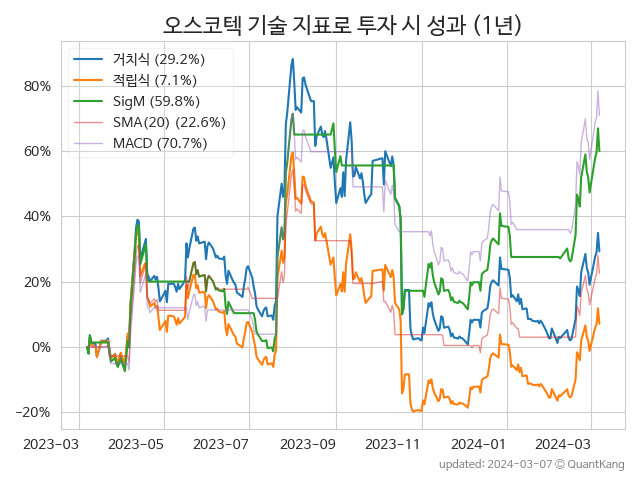 오스코텍 기술 지표로 투자 시 성과 (1년)
거치식 (29.2%)
적립식 (7.1%)
SigM (59.8%)
SMA(20) (22.6%)
MACD (70.7%)
80%
60%
40%
20%
0%
−20%
2023-03 2023-05 2023-07 2023-09 2023-11 2024-01 2024-03
updated: 2024-03-07 © QuantKang